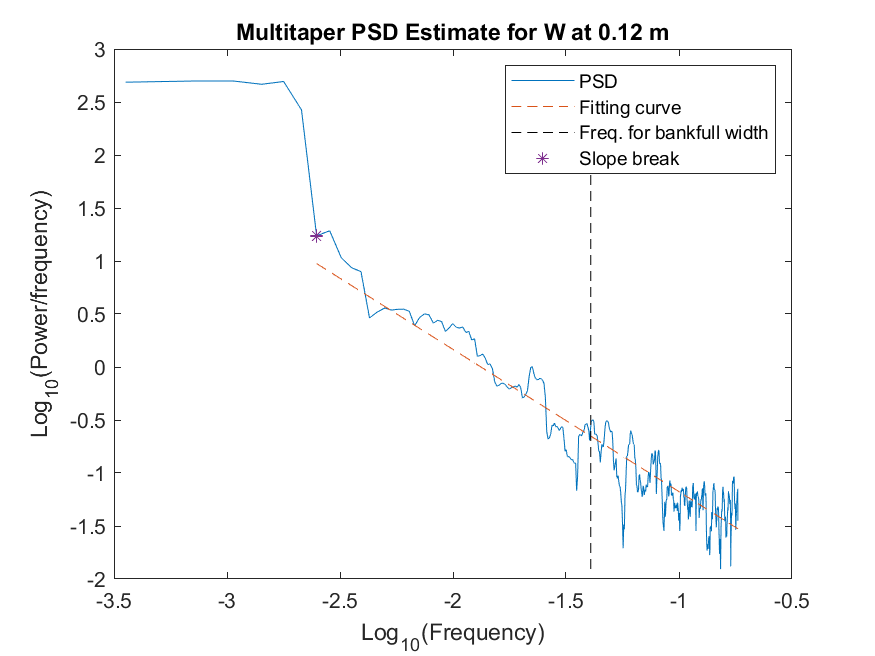 Multitaper PSD Estimate for W at 0.12 m
PSD
Fitting curve
Freq. for bankfull width
Slope break
Log10(Power/frequency)
3
2.5
2
1.5
1
0.5
0
-0.5
-1
-1.5
-2
-3.5 -3 -2.5 -2 -1.5 -1 -0.5
Log10(Frequency)